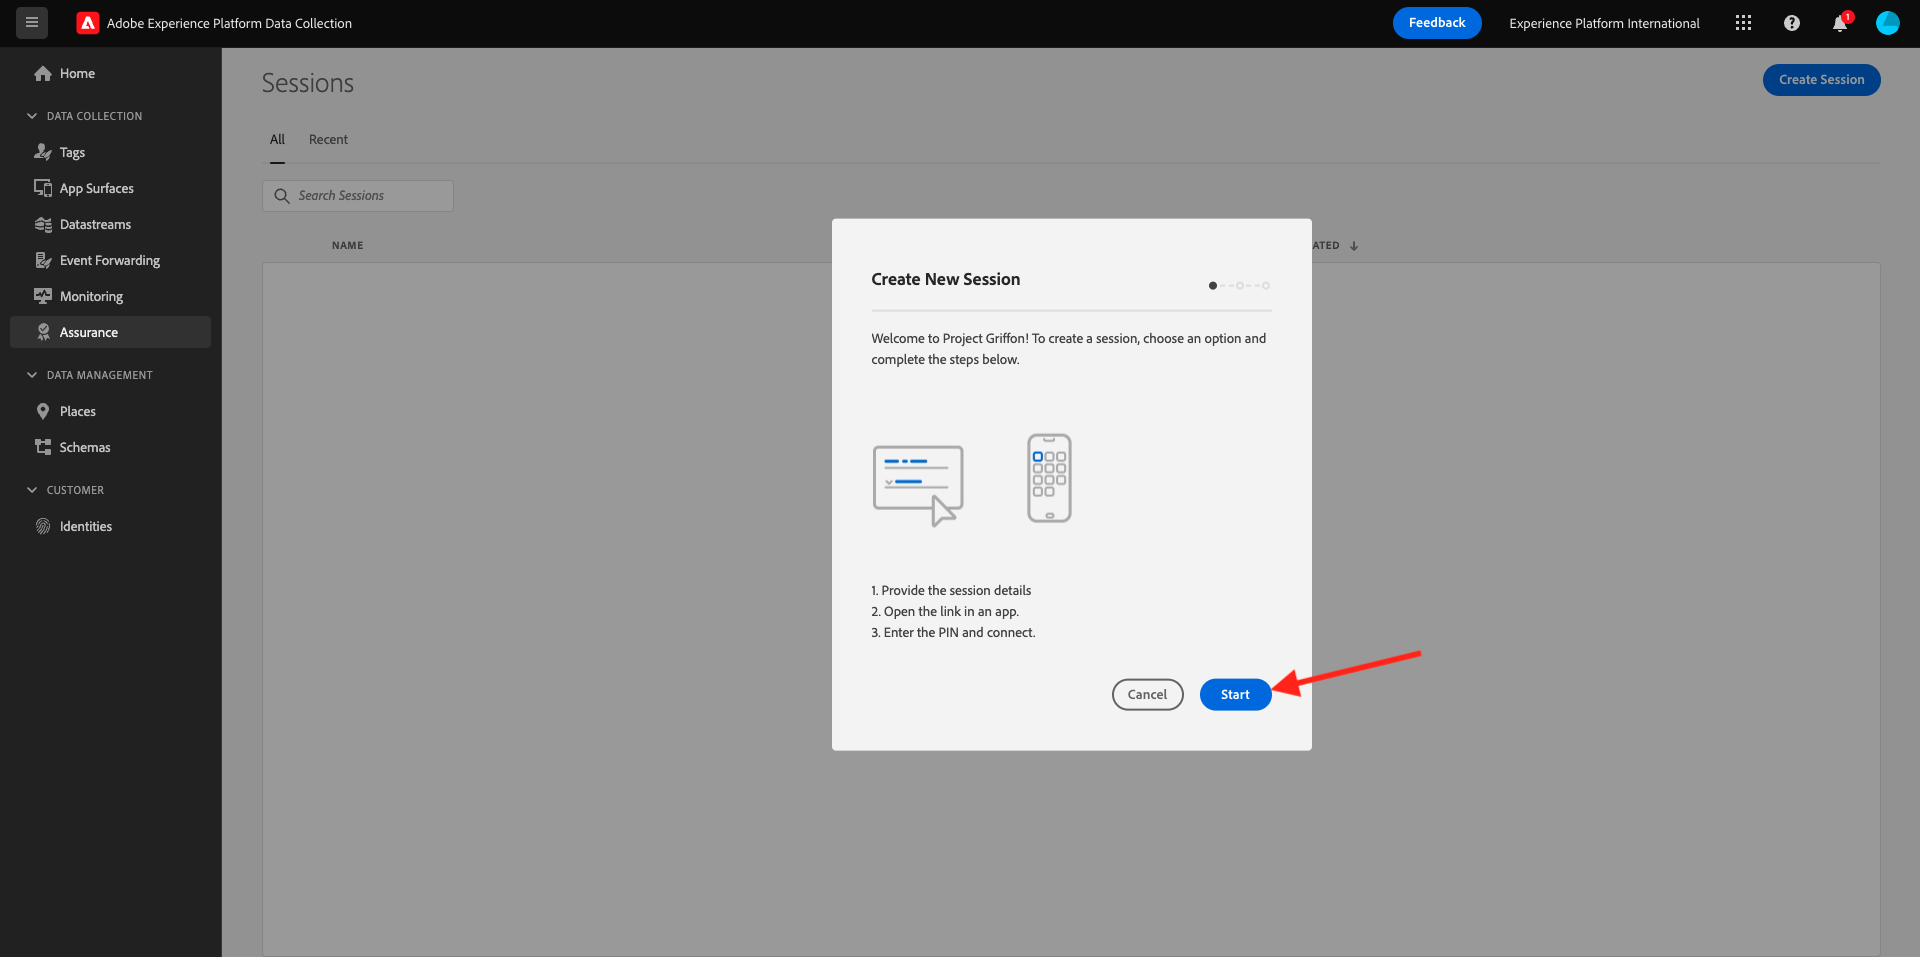 Adobe Experience Platform Data Collection
Feedback
Experience Platform International
1
Home
DATA COLLECTION
Tags
App Surfaces
Datastreams
Event Forwarding
Monitoring
Assurance
DATA MANAGEMENT
Places
Schemas
CUSTOMER
Identities
Sessions
Create Session
All Recent
Search Sessions
NAME
ATED
Create New Session
Welcome to Project Griffon! To create a session, choose an option and
complete the steps below.
1. Provide the session details
2. Open the link in an app.
3. Enter the PIN and connect.
Cancel Start